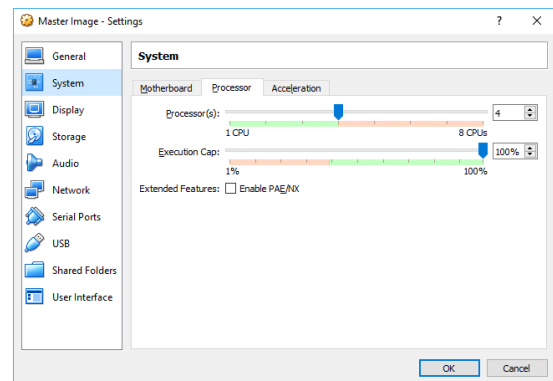 Master Image - Settings
?
General
System
Display
Storage
Audio
Network
Serial Ports
USB
Shared Folders
User Interface
System
Motherboard Processor Acceleration
Processor(s): 4
1 CPU 8 CPUs
Execution Cap: 100%
1% 100%
Extended Features: Enable PAE/NX
OK Cancel